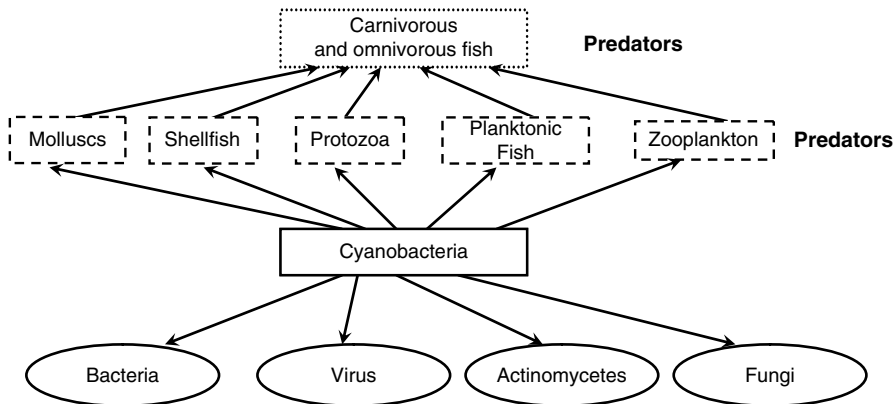 Carnivorous
and omnivorous fish
Predators
Molluscs
Shellfish
Protozoa
Planktonic
Fish
Zooplankton
Predators
Cyanobacteria
Bacteria
Virus
Actinomycetes
Fungi